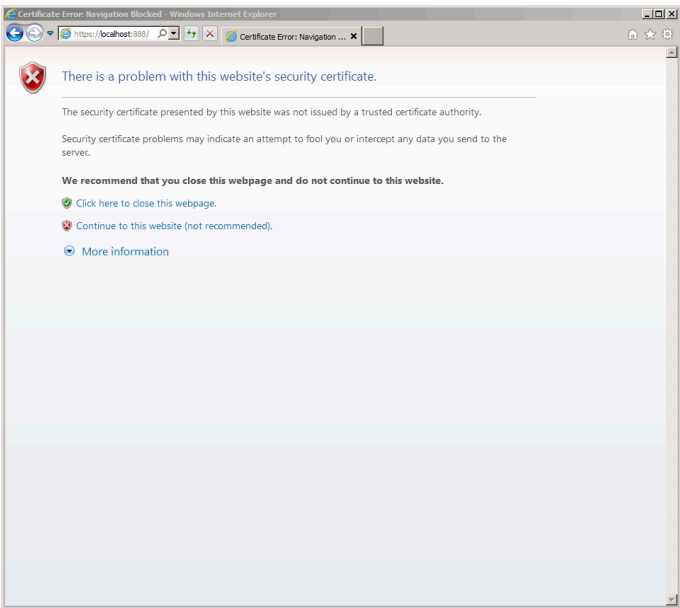 Certificate Error: Navigation Blocked - Windows Internet Explorer
https://localhost:888/
Certificate Error: Navigation ...
There is a problem with this website's security certificate.
The security certificate presented by this website was not issued by a trusted certificate authority.
Security certificate problems may indicate an attempt to fool you or intercept any data you send to the
server.
We recommend that you close this webpage and do not continue to this website.
Click here to close this webpage.
Continue to this website (not recommended).
More information